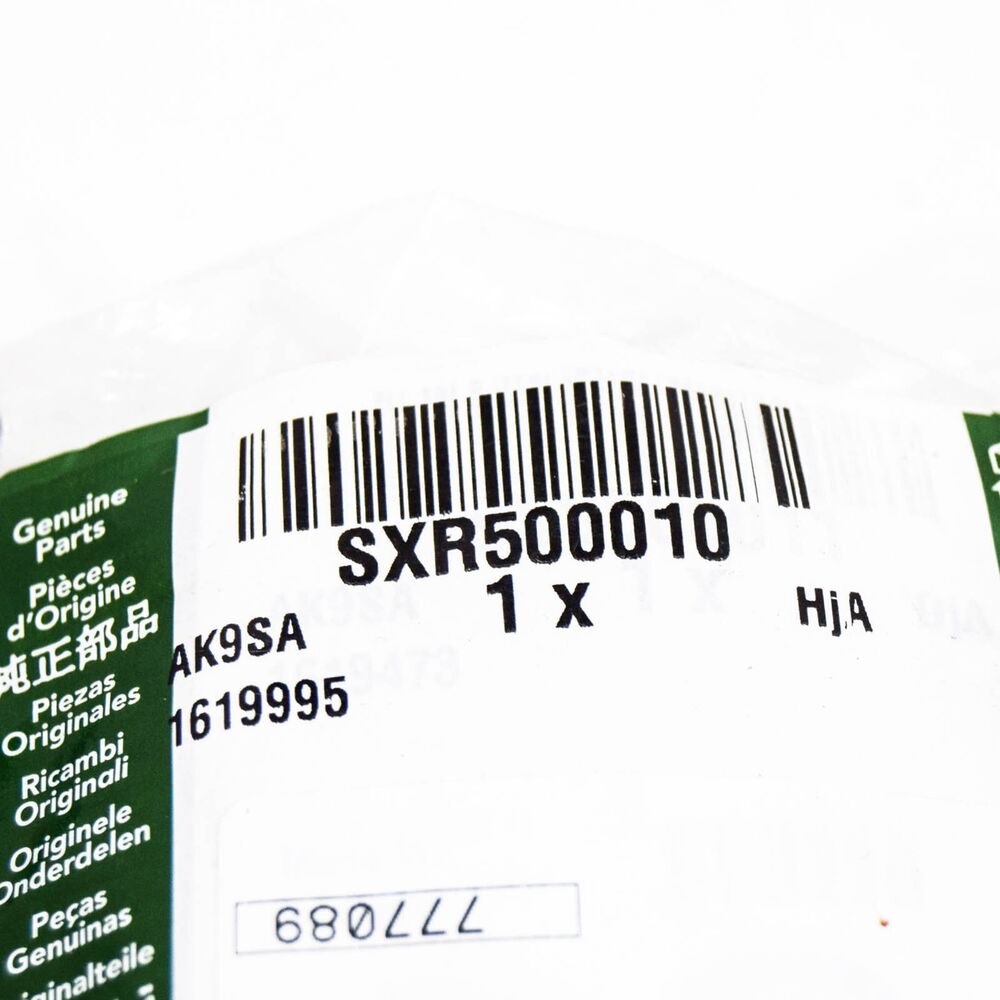 SXR500010
1 x
HjA
AK9SA
1619995
777089
Genuine
Parts
Pièces
d'Origine
純正部品
Piezas
Originales
Ricambi
Originali
Originele
Onderdelen
Peças
Genuinas
iginalteile